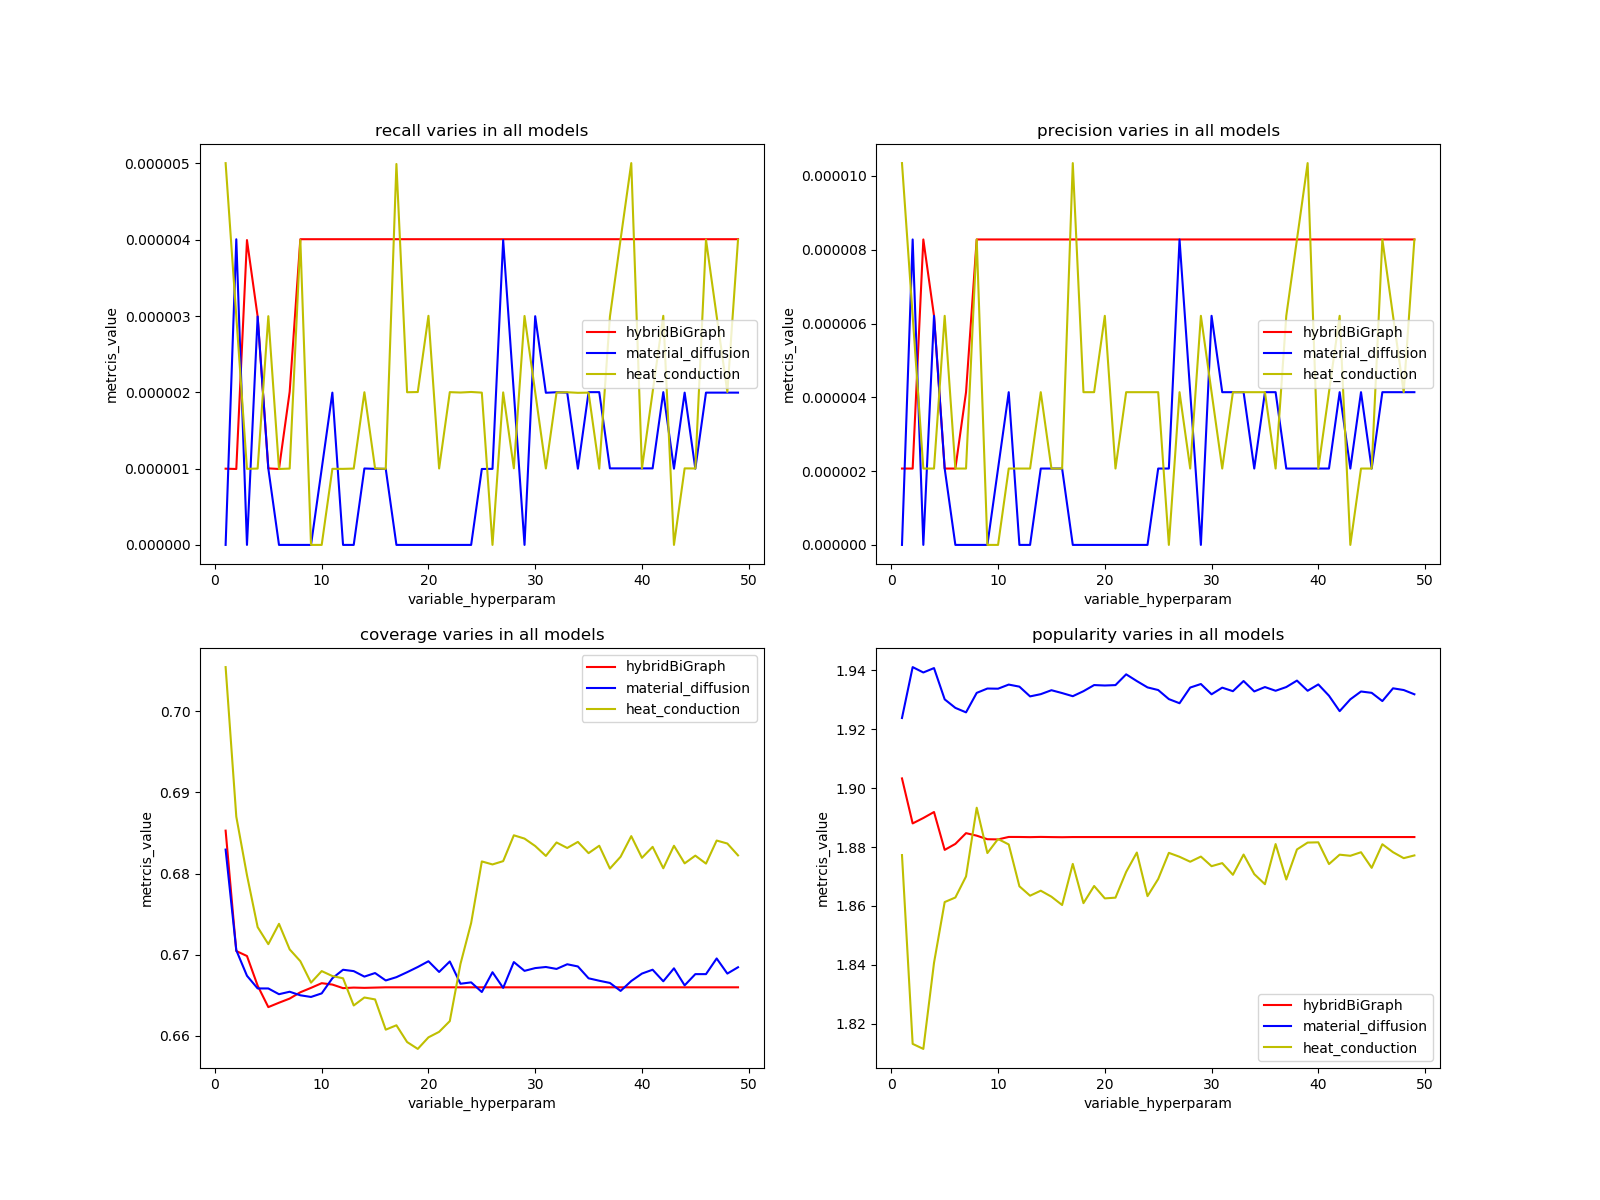 recall varies in all models
0.000005
0.000004
0.000003
0.000002
0.000001
0.000000
metrcis_value
hybridBiGraph
material_diffusion
heat_conduction
0 10 20 30 40 50
variable_hyperparam
precision varies in all models
0.000010
0.000008
0.000006
0.000004
0.000002
0.000000
metrcis_value
hybridBiGraph
material_diffusion
heat_conduction
0 10 20 30 40 50
variable_hyperparam
coverage varies in all models
0.70
0.69
0.68
0.67
0.66
metrcis_value
hybridBiGraph
material_diffusion
heat_conduction
0 10 20 30 40 50
variable_hyperparam
popularity varies in all models
1.94
1.92
1.90
1.88
1.86
1.84
1.82
metrcis_value
hybridBiGraph
material_diffusion
heat_conduction
0 10 20 30 40 50
variable_hyperparam